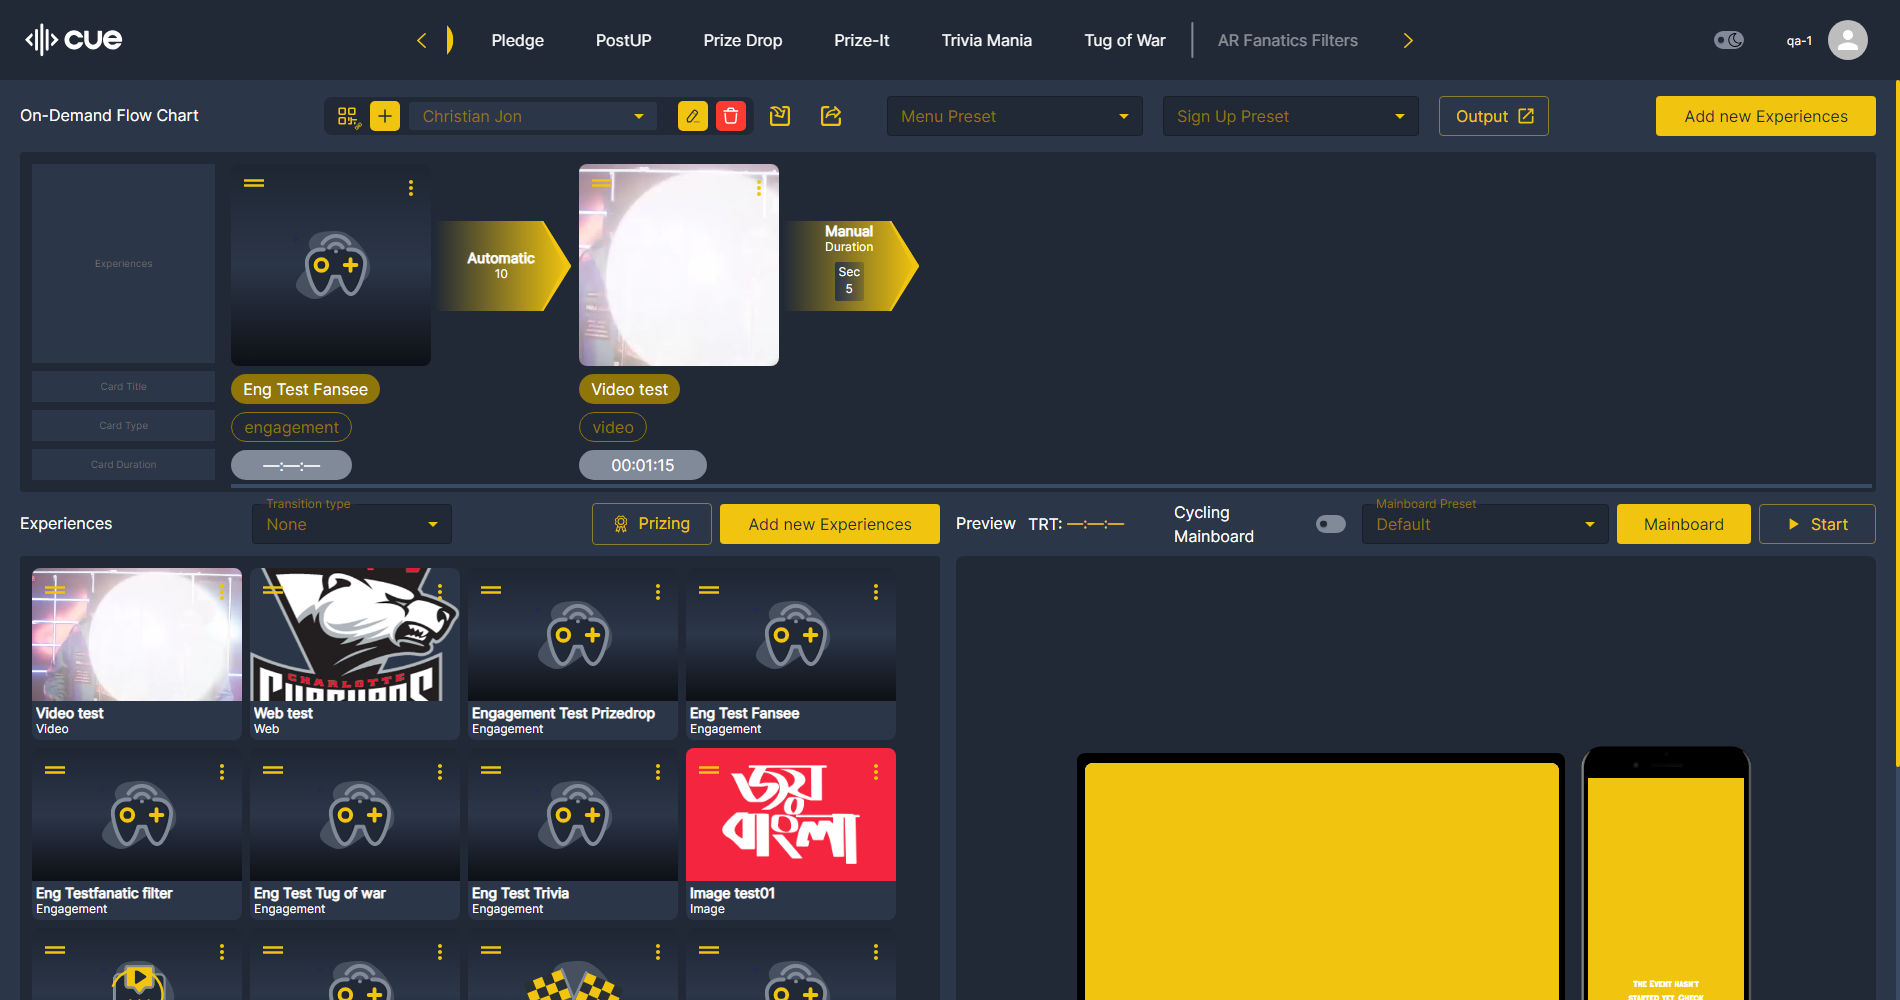 cue
Pledge
PostUP
Prize Drop
Prize-It
Trivia Mania
Tug of War
AR Fanatics Filters
qa-1
On-Demand Flow Chart
Christian Jon
Menu Preset
Sign Up Preset
Output
Add new Experiences
Experiences
Automatic
10
Manual
Duration
Sec
5
Card Title
Eng Test Fansee
Video test
Card Type
engagement
video
Card Duration
—:—:—
00:01:15
Experiences
Transition type
None
Prizing
Add new Experiences
Preview
TRT: —:—:—
Cycling
Mainboard
Mainboard Preset
Default
Mainboard
Start
CHARLOTTE
Video test
Video
Web test
Web
Engagement Test Prizedrop
Engagement
Eng Test Fansee
Engagement
জয়
বাংলা
Eng Testfanatic filter
Engagement
Eng Test Tug of war
Engagement
Eng Test Trivia
Engagement
Image test01
Image
The Event hasn't
started yet. Check